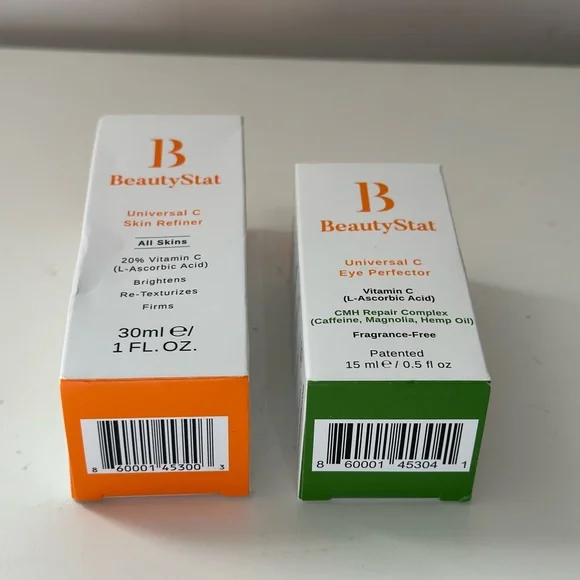 B
BeautyStat
Universal C
Skin Refiner
All Skins
20% Vitamin C
(L-Ascorbic Acid)
Brightens
Re-Texturizes
Firms
30ml ℮/
1 FL. OZ.
8 60001 45300 3
B
BeautyStat
Universal C
Eye Perfector
Vitamin C
(L-Ascorbic Acid)
CMH Repair Complex
(Caffeine, Magnolia, Hemp Oil)
Fragrance-Free
Patented
15 ml ℮ / 0.5 fl oz
8 60001 45304 1